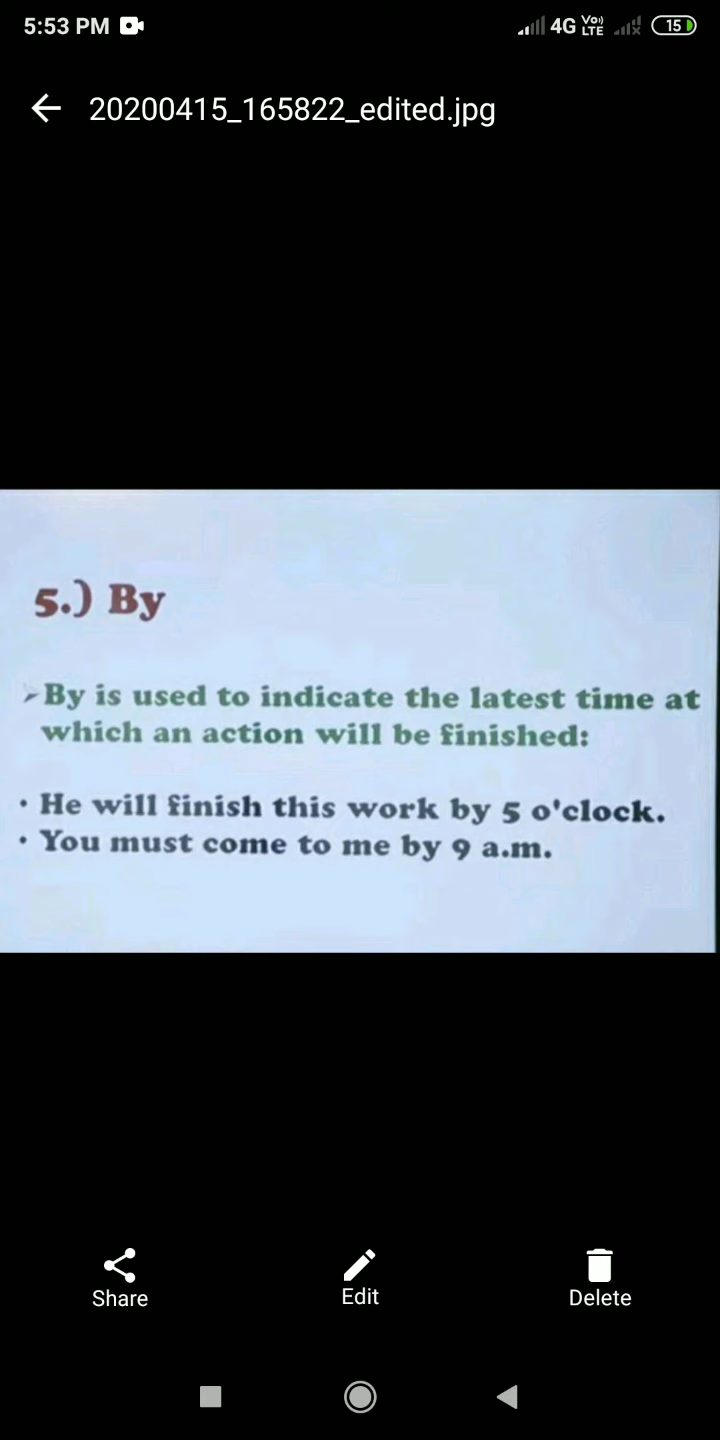 5:53 PM 4G Vo) LTE 15
20200415_165822_edited.jpg
5.) By
➢By is used to indicate the latest time at
which an action will be finished:
• He will finish this work by 5 o'clock.
• You must come to me by 9 a.m.
Share Edit Delete